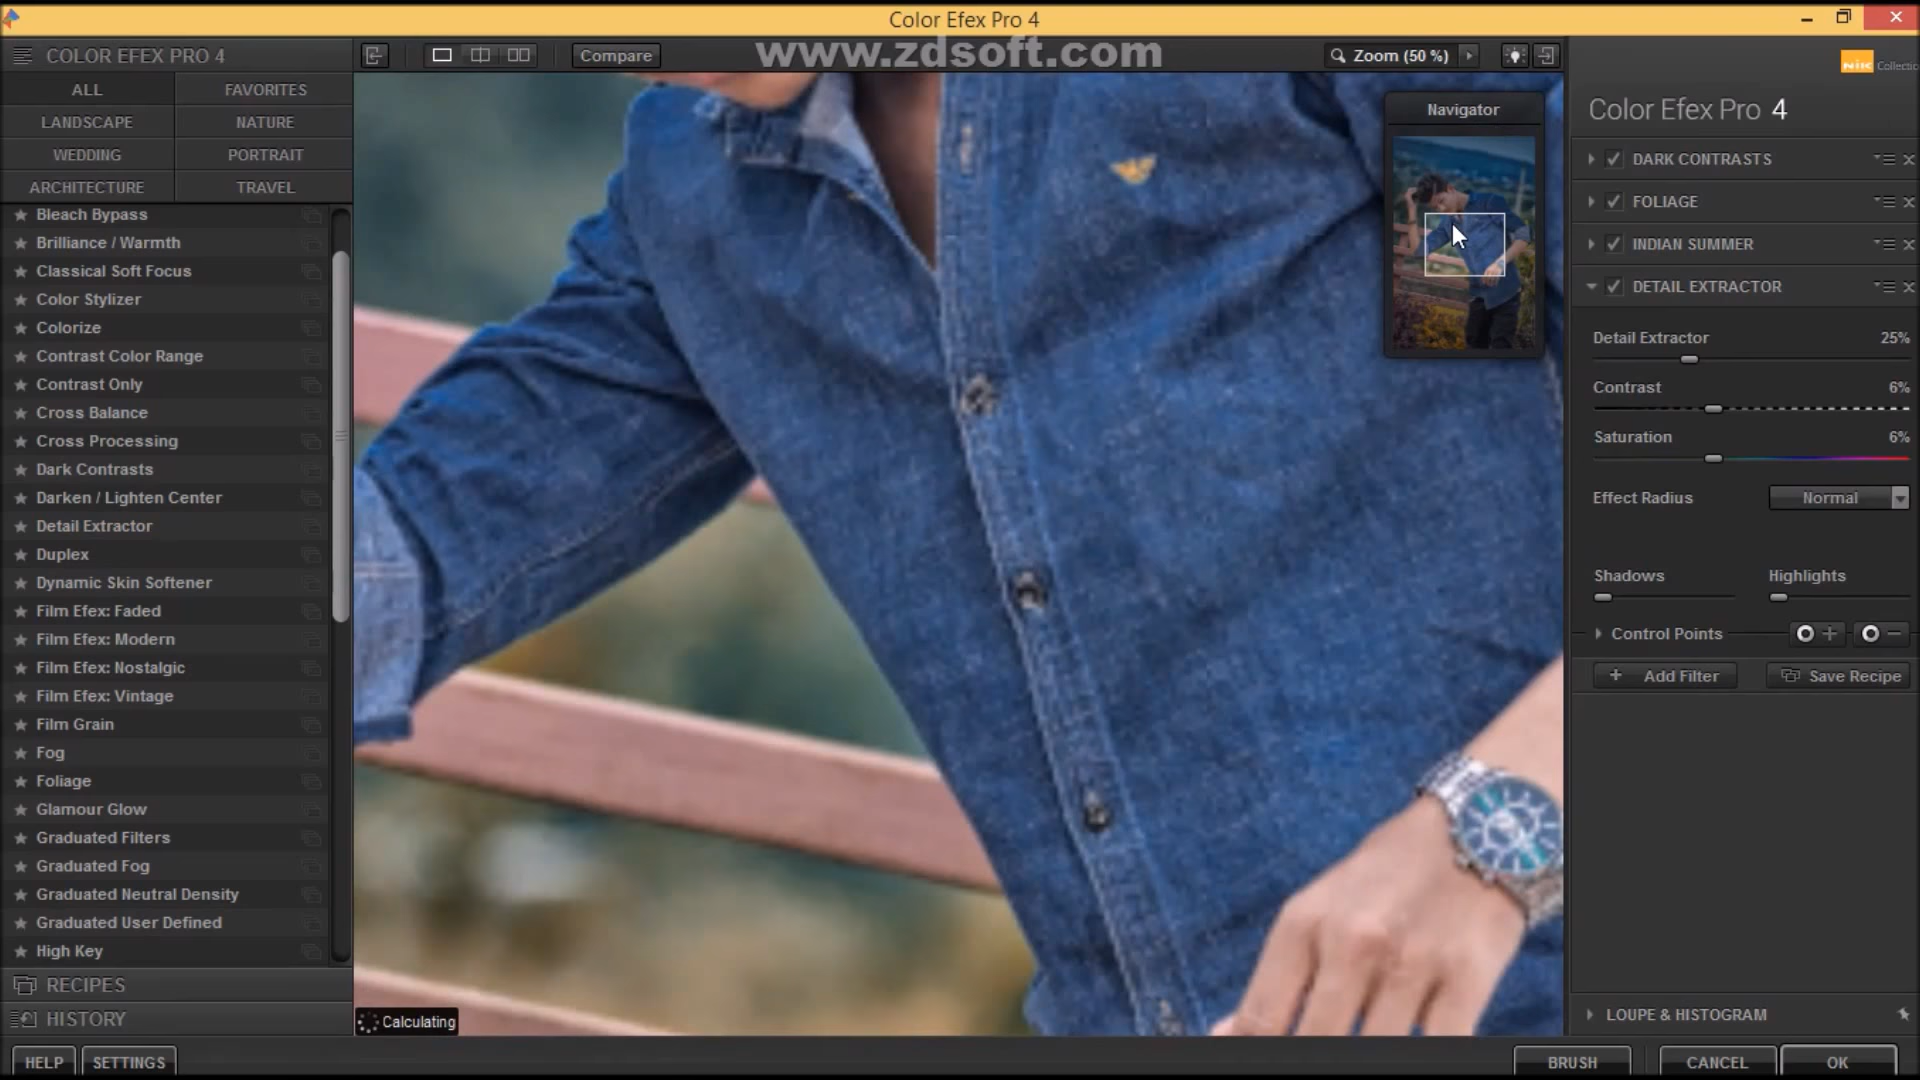 Color Efex Pro 4
COLOR EFEX PRO 4
Compare
www.zdsoft.com
Zoom (50 %)
Nik Collectio
ALL
FAVORITES
LANDSCAPE
NATURE
WEDDING
PORTRAIT
ARCHITECTURE
TRAVEL
Bleach Bypass
Brilliance / Warmth
Classical Soft Focus
Color Stylizer
Colorize
Contrast Color Range
Contrast Only
Cross Balance
Cross Processing
Dark Contrasts
Darken / Lighten Center
Detail Extractor
Duplex
Dynamic Skin Softener
Film Efex: Faded
Film Efex: Modern
Film Efex: Nostalgic
Film Efex: Vintage
Film Grain
Fog
Foliage
Glamour Glow
Graduated Filters
Graduated Fog
Graduated Neutral Density
Graduated User Defined
High Key
RECIPES
HISTORY
HELP
SETTINGS
Calculating
Navigator
Color Efex Pro 4
DARK CONTRASTS
FOLIAGE
INDIAN SUMMER
DETAIL EXTRACTOR
Detail Extractor 25%
Contrast 6%
Saturation 6%
Effect Radius Normal
Shadows Highlights
Control Points
Add Filter
Save Recipe
LOUPE & HISTOGRAM
BRUSH
CANCEL
OK